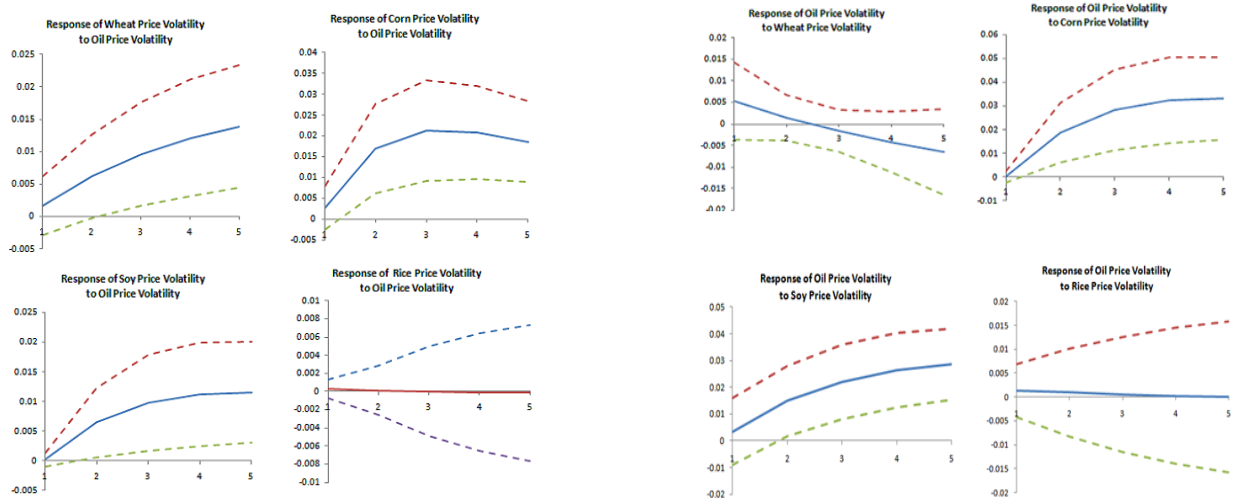 Response of Wheat Price Volatility
to Oil Price Volatility
0.025
0.02
0.015
0.01
0.005
0
-0.005
1 2 3 4 5
Response of Corn Price Volatility
to Oil Price Volatility
0.04
0.035
0.03
0.025
0.02
0.015
0.01
0.005
0
-0.005
1 2 3 4 5
Response of Oil Price Volatility
to Wheat Price Volatility
0.02
0.015
0.01
0.005
0
-0.005
-0.01
-0.015
-0.02
1 2 3 4 5
Response of Oil Price Volatility
to Corn Price Volatility
0.06
0.05
0.04
0.03
0.02
0.01
0
-0.01
1 2 3 4 5
Response of Soy Price Volatility
to Oil Price Volatility
0.025
0.02
0.015
0.01
0.005
0
-0.005
1 2 3 4 5
Response of Rice Price Volatility
to Oil Price Volatility
0.01
0.008
0.006
0.004
0.002
0
-0.002
-0.004
-0.006
-0.008
-0.01
1 2 3 4 5
Response of Oil Price Volatility
to Soy Price Volatility
0.05
0.04
0.03
0.02
0.01
0
-0.01
-0.02
1 2 3 4 5
Response of Oil Price Volatility
to Rice Price Volatility
0.02
0.015
0.01
0.005
0
-0.005
-0.01
-0.015
-0.02
1 2 3 4 5